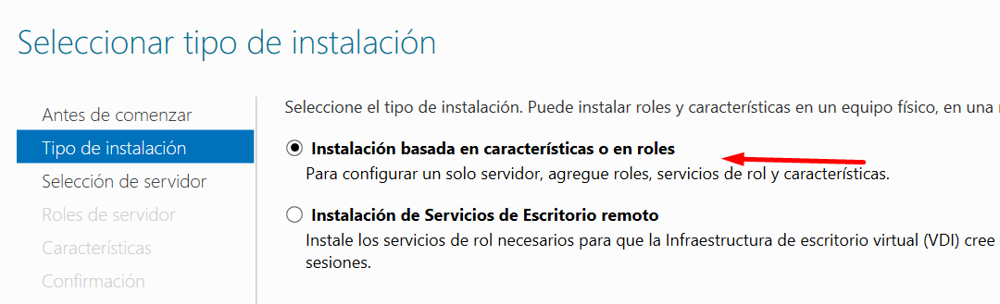 Seleccionar tipo de instalación
Antes de comenzar
Tipo de instalación
Selección de servidor
Roles de servidor
Características
Confirmación
Seleccione el tipo de instalación. Puede instalar roles y características en un equipo físico, en una
Instalación basada en características o en roles
Para configurar un solo servidor, agregue roles, servicios de rol y características.
Instalación de Servicios de Escritorio remoto
Instale los servicios de rol necesarios para que la Infraestructura de escritorio virtual (VDI) cree
sesiones.